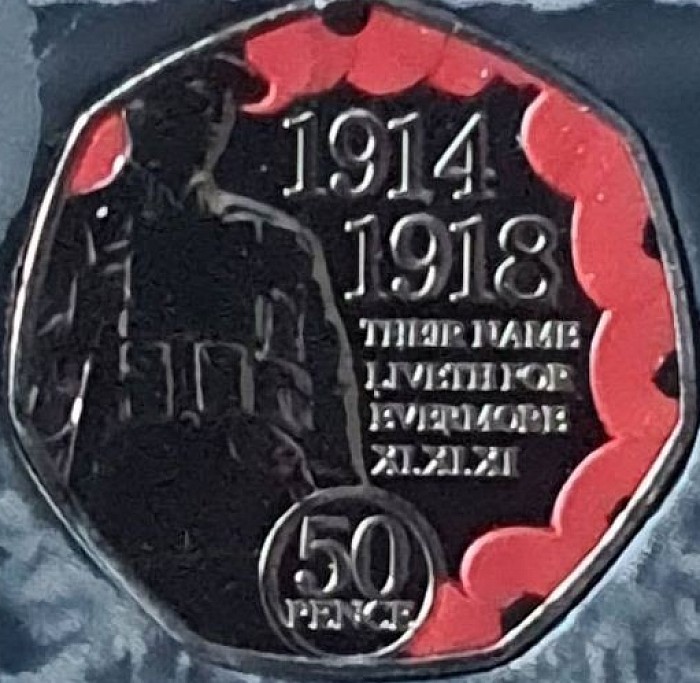 1914
1918
THEIR NAME
LIVETH FOR
EVERMORE
XI.XI.XI
50
PENCE